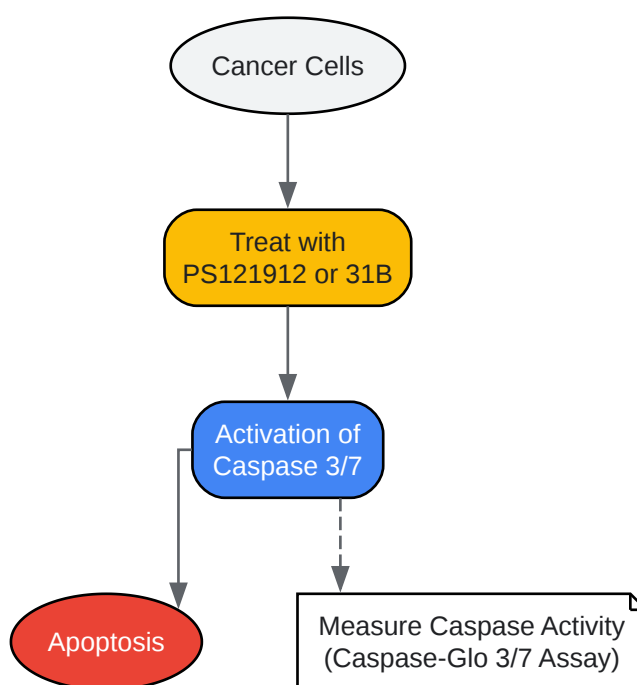 Cancer Cells
Treat with
PS121912 or 31B
Activation of
Caspase 3/7
Apoptosis
Measure Caspase Activity
(Caspase-Glo 3/7 Assay)